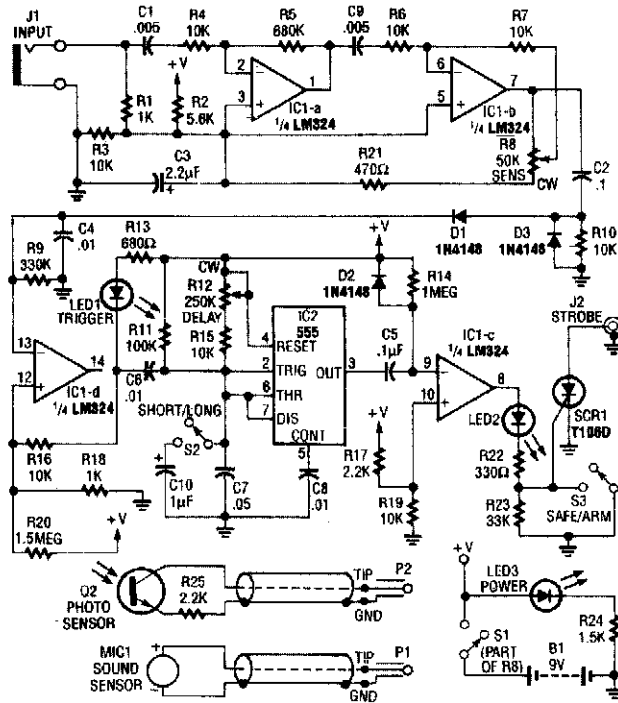 J1
INPUT
C1
.005
R4
10K
R5
680K
C9
.005
R6
10K
R7
10K
+V
2
3
1
IC1-a
1/4 LM324
6
5
7
IC1-b
1/4 LM324
R1
1K
R2
5.6K
R3
10K
C3
2.2µF
+
R21
470Ω
R8
50K
SENS
CW
C2
.1
C4
.01
R13
680Ω
+V
D1
1N4148
D3
1N4148
R10
10K
R9
330K
LED1
TRIGGER
CW
R12
250K
DELAY
D2
1N4148
R14
1MEG
J2
STROBE
R11
100K
R15
10K
IC2
555
4
RESET
2
TRIG
OUT
3
6
THR
7
DIS
CONT
5
C5
.1µF
IC1-c
1/4 LM324
9
10
8
13
12
14
IC1-d
1/4 LM324
C6
.01
SHORT/LONG
S2
+V
LED2
SCR1
T106D
R16
10K
R18
1K
+
C10
1µF
C7
.05
C8
.01
R17
2.2K
R19
10K
R22
330Ω
R23
33K
S3
SAFE/ARM
R20
1.5MEG
+V
Q2
PHOTO
SENSOR
R25
2.2K
TIP
P2
GND
+V
LED3
POWER
R24
1.5K
MIC1
SOUND
SENSOR
+
TIP
P1
GND
S1
(PART
OF R8)
B1
9V